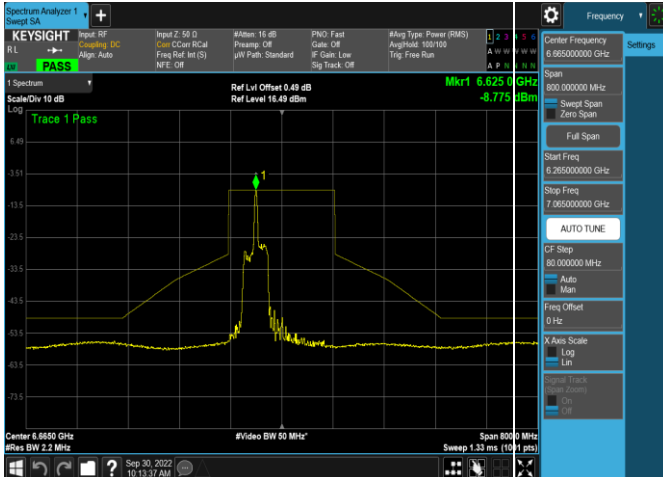 Spectrum Analyzer 1
Swept SA
+
Frequency
KEYSIGHT
Input: RF
Input Z: 50 Ω
#Atten: 16 dB
PNO: Fast
#Avg Type: Power (RMS)
1 2 3 4 5 6
R L
Coupling: DC
Corr CCorr RCal
Preamp: Off
Gate: Off
Avg|Hold: 100/100
A W W W W W
Align: Auto
Freq Ref: Int (S)
µW Path: Standard
IF Gain: Low
Trig: Free Run
PASS
NFE: Off
Sig Track: Off
A P N N N N
1 Spectrum
Ref Lvl Offset 0.49 dB
Mkr1 6.625 0 GHz
Scale/Div 10 dB
Ref Level 16.49 dBm
-8.775 dBm
Log
Trace 1 Pass
1
6.49
-3.51
-13.5
-23.5
-33.5
-43.5
-53.5
-63.5
-73.5
Center 6.6650 GHz
#Video BW 50 MHz*
Span 800.0 MHz
#Res BW 2.2 MHz
Sweep 1.33 ms (1001 pts)
Sep 30, 2022
10:13:37 AM
?
Center Frequency
6.665000000 GHz
Settings
Span
800.000000 MHz
Swept Span
Zero Span
Full Span
Start Freq
6.265000000 GHz
Stop Freq
7.065000000 GHz
AUTO TUNE
CF Step
80.000000 MHz
Auto
Man
Freq Offset
0 Hz
X Axis Scale
Log
Lin
Signal Track
(Span Zoom)
On
Off